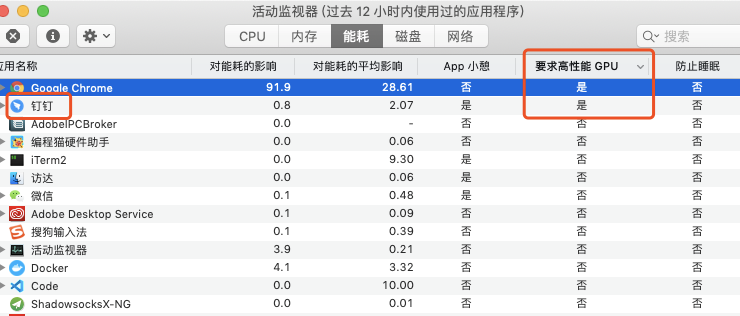 活动监视器 (过去 12 小时内使用过的应用程序)
CPU 内存 能耗 磁盘 网络 搜索
应用名称 对能耗的影响 对能耗的平均影响 App 小憩 要求高性能 GPU 防止睡眠
Google Chrome 91.9 28.61 否 是 否
钉钉 0.8 2.07 是 是 否
AdobeIPCBroker 0.0 - 否 否 否
编程猫硬件助手 0.0 0.06 否 否 否
iTerm2 0.0 9.30 是 否 否
访达 0.0 0.06 是 否 否
微信 0.1 0.48 是 否 否
Adobe Desktop Service 0.1 0.09 否 否 否
搜狗输入法 0.1 0.39 否 否 否
活动监视器 3.9 0.21 否 否 否
Docker 4.1 3.32 否 否 否
Code 0.0 10.00 否 否 否
ShadowsocksX-NG 0.0 0.01 否 否 否